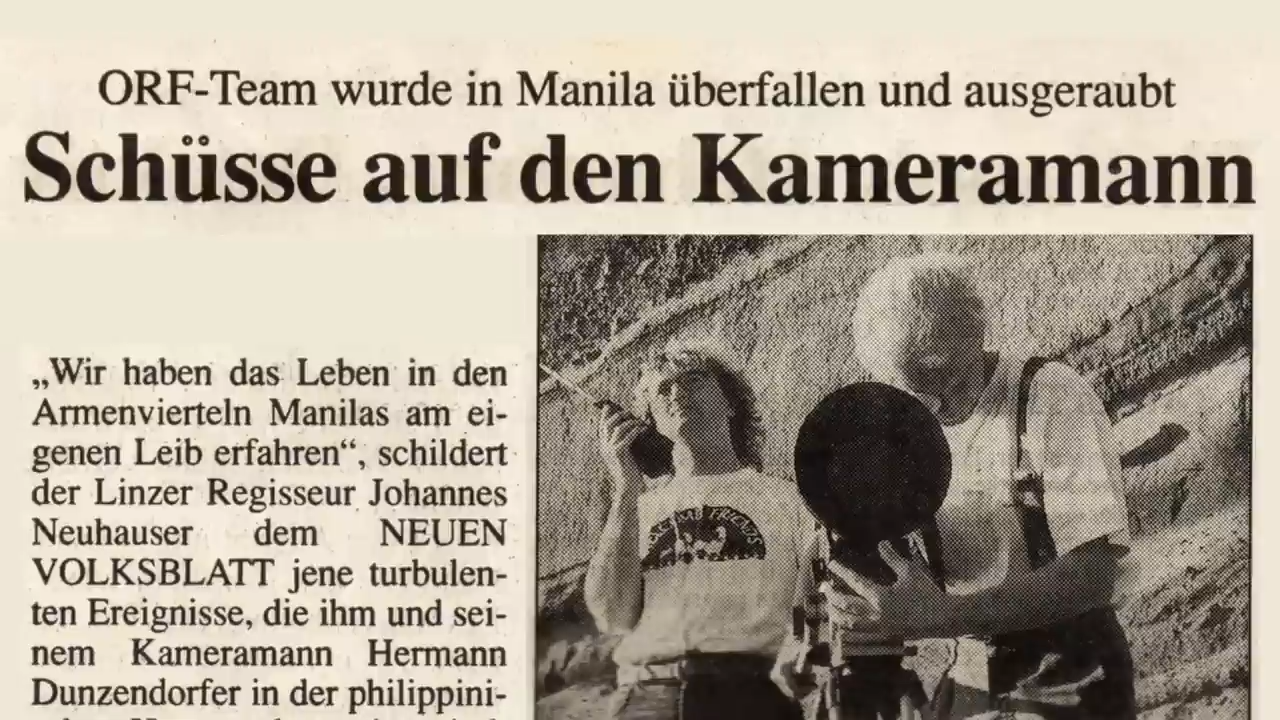 ORF-Team wurde in Manila überfallen und ausgeraubt
Schüsse auf den Kameramann
„Wir haben das Leben in den
Armenvierteln Manilas am ei-
genen Leib erfahren“, schildert
der Linzer Regisseur Johannes
Neuhauser dem NEUEN
VOLKSBLATT jene turbulen-
ten Ereignisse, die ihm und sei-
nem Kameramann Hermann
Dunzendorfer in der philippini-